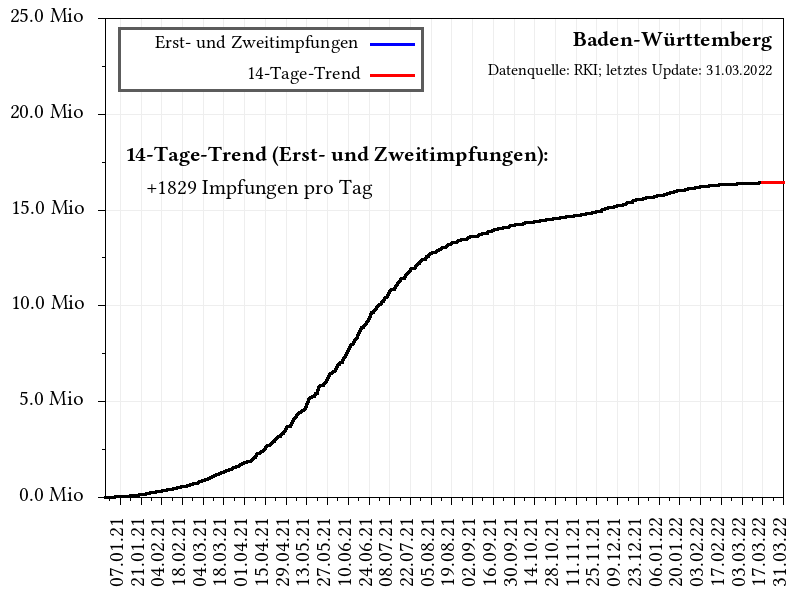 25.0 Mio
20.0 Mio
15.0 Mio
10.0 Mio
5.0 Mio
0.0 Mio
Erst- und Zweitimpfungen
14-Tage-Trend
Baden-Württemberg
Datenquelle: RKI; letztes Update: 31.03.2022
14-Tage-Trend (Erst- und Zweitimpfungen):
+1829 Impfungen pro Tag
07.01.21
21.01.21
04.02.21
18.02.21
04.03.21
18.03.21
01.04.21
15.04.21
29.04.21
13.05.21
27.05.21
10.06.21
24.06.21
08.07.21
22.07.21
05.08.21
19.08.21
02.09.21
16.09.21
30.09.21
14.10.21
28.10.21
11.11.21
25.11.21
09.12.21
23.12.21
06.01.22
20.01.22
03.02.22
17.02.22
03.03.22
17.03.22
31.03.22